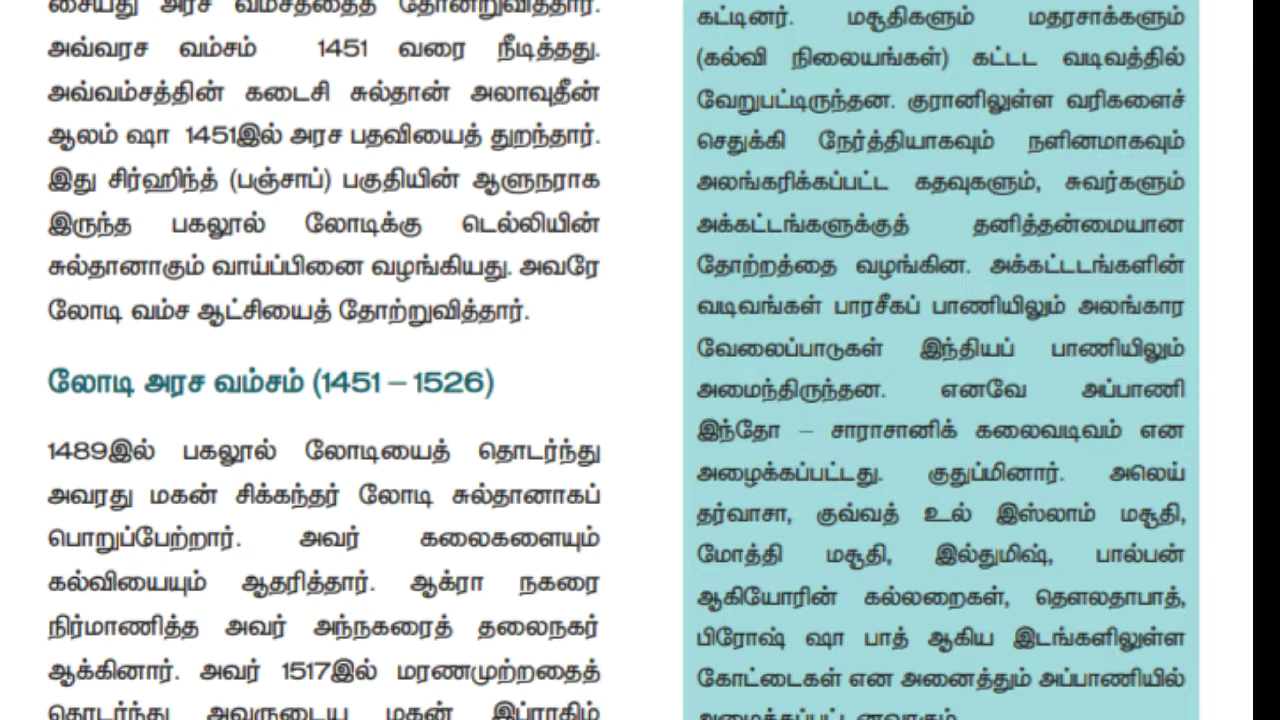 சையது அரச வம்சத்தைத் தோற்றுவித்தார்.
அவ்வரச வம்சம் 1451 வரை நீடித்தது.
அவ்வம்சத்தின் கடைசி சுல்தான் அலாவுதீன்
ஆலம் ஷா 1451இல் அரச பதவியைத் துறந்தார்.
இது சிர்ஹிந்த் (பஞ்சாப்) பகுதியின் ஆளுநராக
இருந்த பகலூல் லோடிக்கு டெல்லியின்
சுல்தானாகும் வாய்ப்பினை வழங்கியது. அவரே
லோடி வம்ச ஆட்சியைத் தோற்றுவித்தார்.
லோடி அரச வம்சம் (1451 – 1526)
1489இல் பகலூல் லோடியைத் தொடர்ந்து
அவரது மகன் சிக்கந்தர் லோடி சுல்தானாகப்
பொறுப்பேற்றார். அவர் கலைகளையும்
கல்வியையும் ஆதரித்தார். ஆக்ரா நகரை
நிர்மாணித்த அவர் அந்நகரைத் தலைநகர்
ஆக்கினார். அவர் 1517இல் மரணமுற்றதைத்
தொடர்ந்து அவருடைய மகன் இப்ராகிம்
கட்டினர். மசூதிகளும் மதரசாக்களும்
(கல்வி நிலையங்கள்) கட்டட வடிவத்தில்
வேறுபட்டிருந்தன. குரானிலுள்ள வரிகளைச்
செதுக்கி நேர்த்தியாகவும் நளினமாகவும்
அலங்கரிக்கப்பட்ட கதவுகளும், சுவர்களும்
அக்கட்டங்களுக்குத் தனித்தன்மையான
தோற்றத்தை வழங்கின. அக்கட்டடங்களின்
வடிவங்கள் பாரசீகப் பாணியிலும் அலங்கார
வேலைப்பாடுகள் இந்தியப் பாணியிலும்
அமைந்திருந்தன. எனவே அப்பாணி
இந்தோ – சாராசானிக் கலைவடிவம் என
அழைக்கப்பட்டது. குதுப்மினார். அலெய்
தர்வாசா, குவ்வத் உல் இஸ்லாம் மசூதி,
மோத்தி மசூதி, இல்துமிஷ், பால்பன்
ஆகியோரின் கல்லறைகள், தௌலதாபாத்,
பிரோஷ் ஷா பாத் ஆகிய இடங்களிலுள்ள
கோட்டைகள் என அனைத்தும் அப்பாணியில்
அமைக்கப்பட்டனவாகும்.